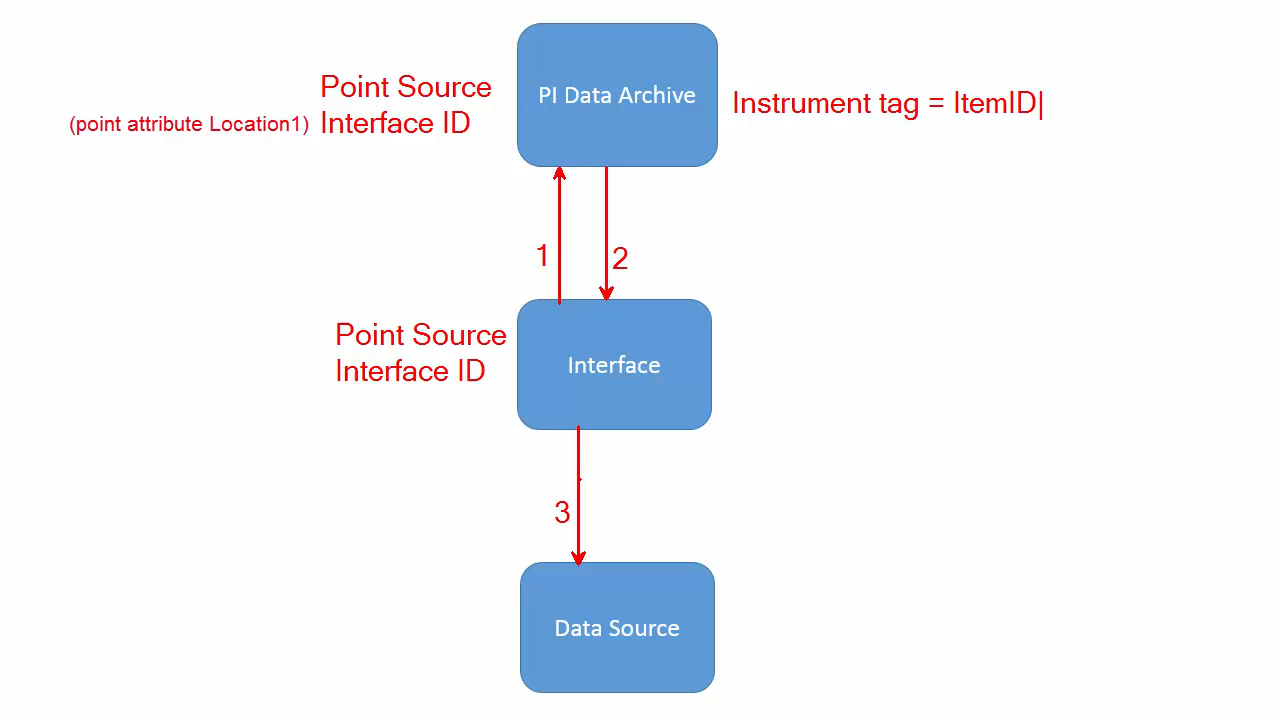 Point Source
Interface ID
(point attribute Location1)
PI Data Archive
Instrument tag = ItemID|
1
2
Point Source
Interface ID
Interface
3
Data Source